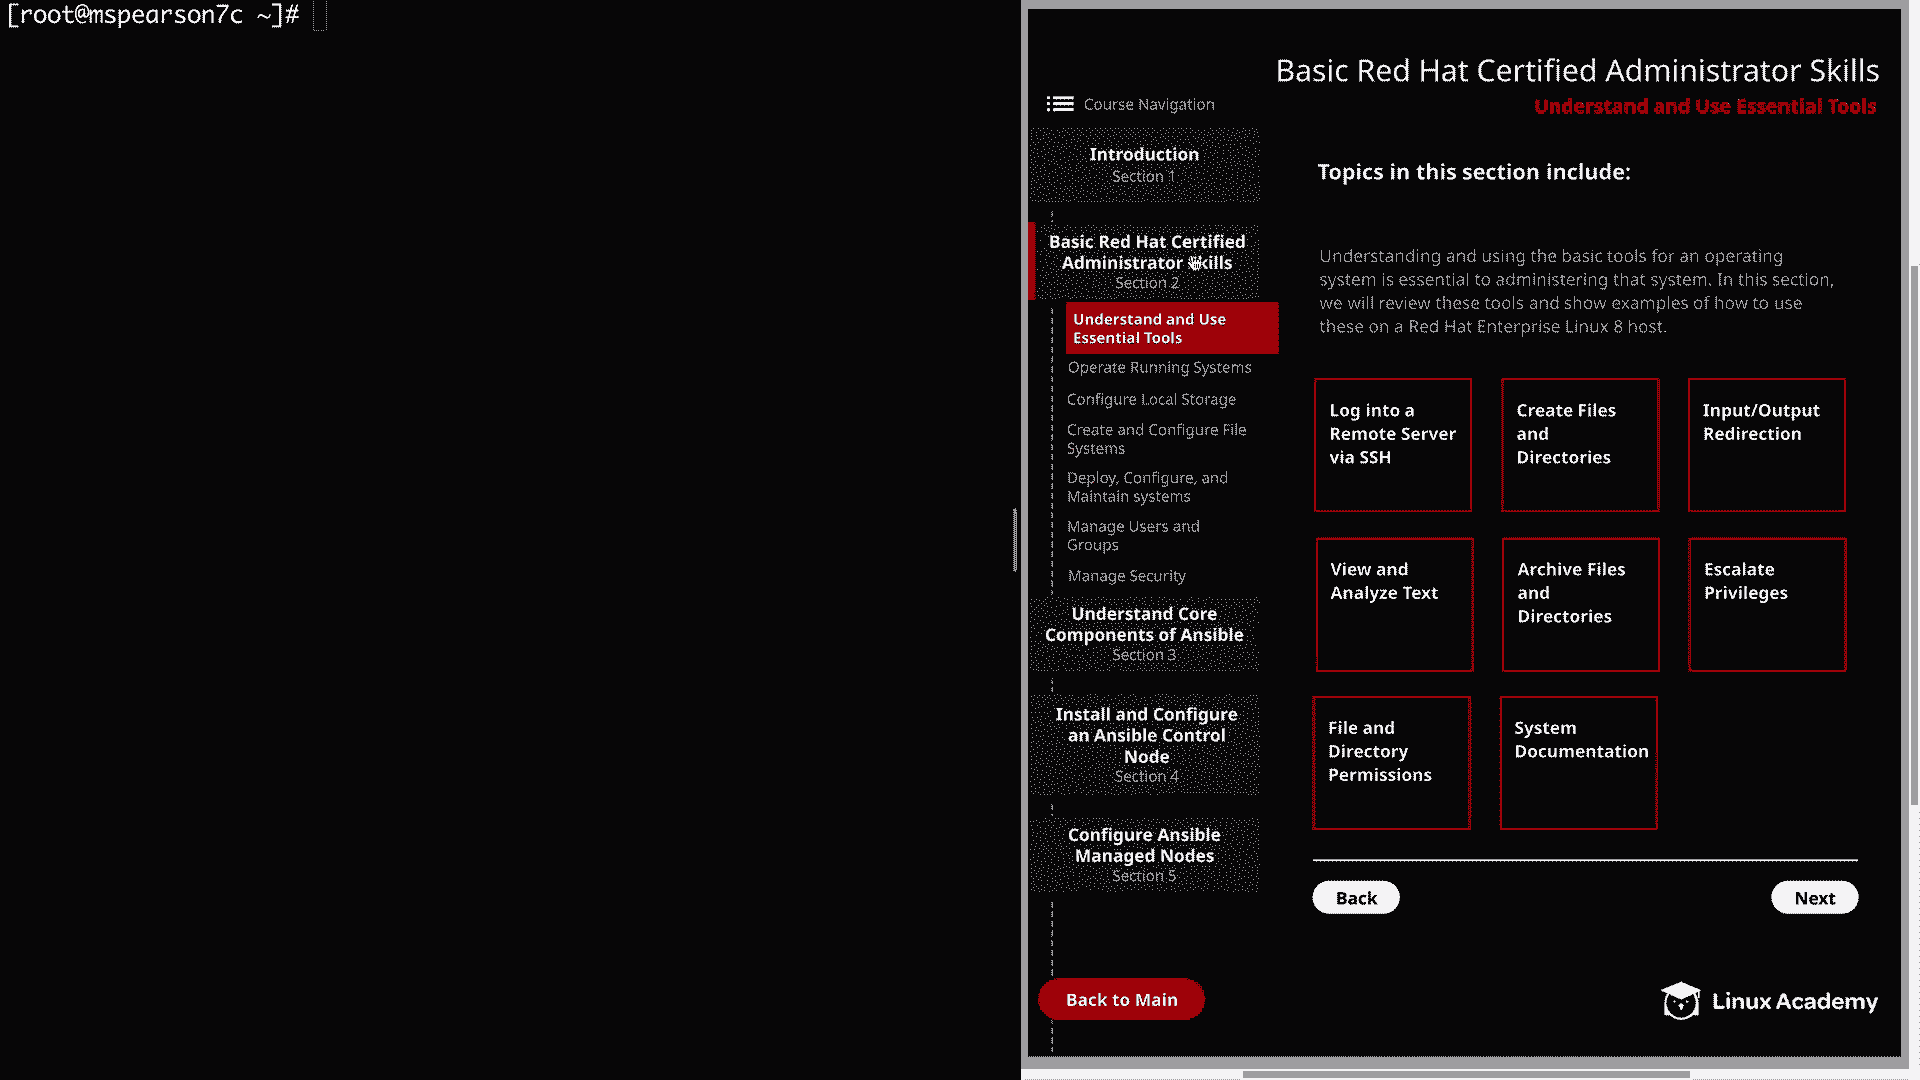 [root@mspearson7c ~]#
Basic Red Hat Certified Administrator Skills
Understand and Use Essential Tools
Course Navigation
Introduction
Section 1
Basic Red Hat Certified
Administrator Skills
Section 2
Understand and Use
Essential Tools
Operate Running Systems
Configure Local Storage
Create and Configure File
Systems
Deploy, Configure, and
Maintain systems
Manage Users and
Groups
Manage Security
Understand Core
Components of Ansible
Section 3
Install and Configure
an Ansible Control
Node
Section 4
Configure Ansible
Managed Nodes
Section 5
Back to Main
Topics in this section include:
Understanding and using the basic tools for an operating
system is essential to administering that system. In this section,
we will review these tools and show examples of how to use
these on a Red Hat Enterprise Linux 8 host.
Log into a
Remote Server
via SSH
Create Files
and
Directories
Input/Output
Redirection
View and
Analyze Text
Archive Files
and
Directories
Escalate
Privileges
File and
Directory
Permissions
System
Documentation
Back
Next
Linux Academy